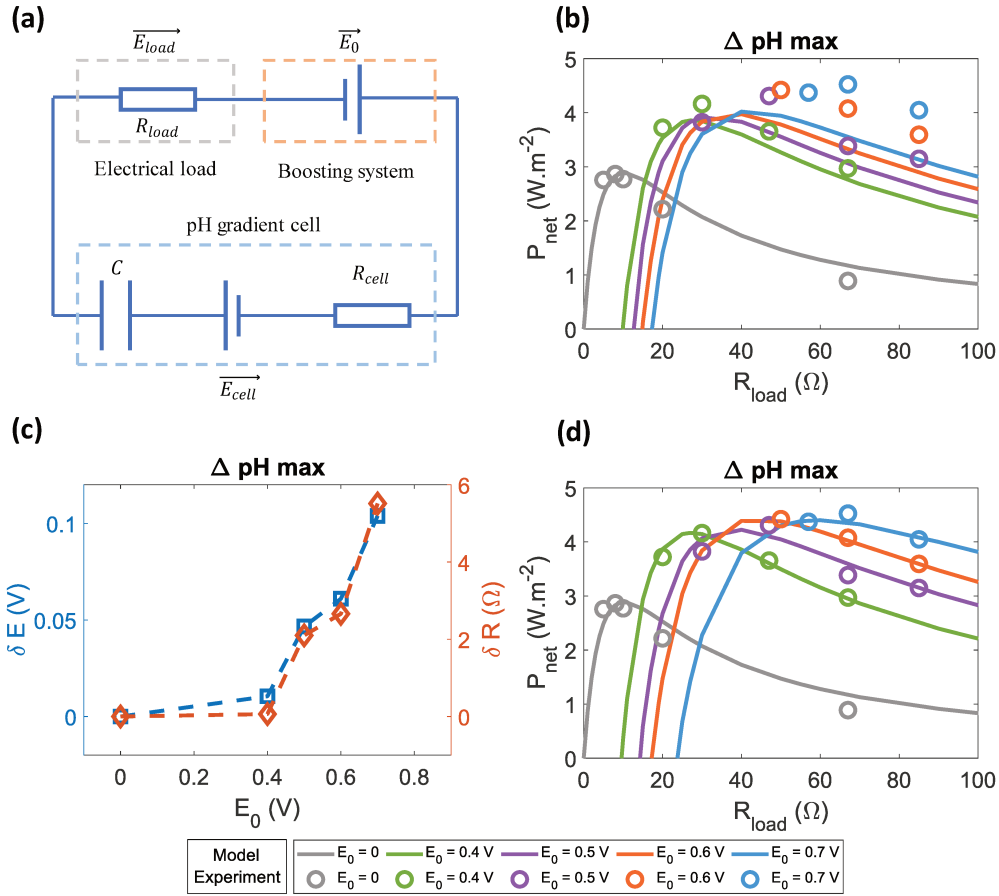 (a)
E_load
E_0
R_load
Electrical load
Boosting system
pH gradient cell
C
R_cell
E_cell
(b)
Δ pH max
5
4
3
2
1
0
P_net (W.m^-2)
0 20 40 60 80 100
R_load (Ω)
(c)
Δ pH max
0.1
0.05
0
δ E (V)
6
4
2
0
δ R (Ω)
0 0.4 0.6 0.8
E_0 (V)
(d)
Δ pH max
5
4
3
2
1
0
P_net (W.m^-2)
0 20 40 60 80 100
R_load (Ω)
Model
Experiment
E_0 = 0 E_0 = 0.4 V E_0 = 0.5 V E_0 = 0.6 V E_0 = 0.7 V
E_0 = 0 E_0 = 0.4 V E_0 = 0.5 V E_0 = 0.6 V E_0 = 0.7 V